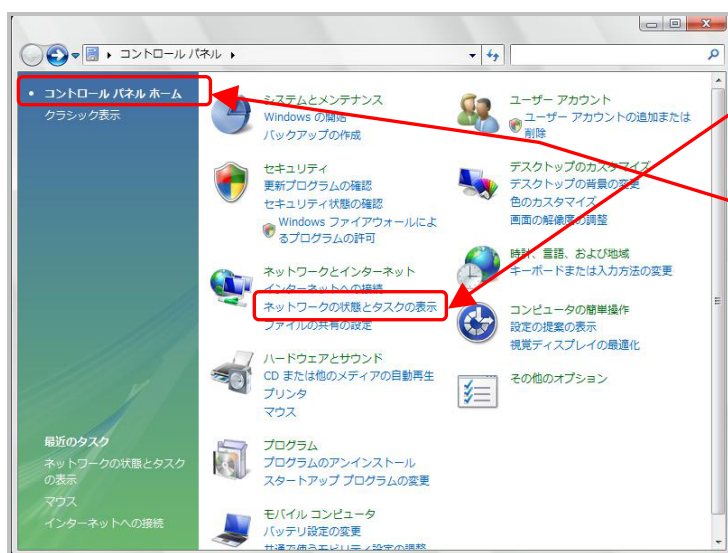 コントロール パネル
コントロール パネル ホーム
クラシック表示
最近のタスク
ネットワークの状態とタスク
の表示
マウス
インターネットへの接続
システムとメンテナンス
Windows の開始
バックアップの作成
セキュリティ
更新プログラムの確認
セキュリティ状態の確認
Windows ファイアウォールによ
るプログラムの許可
ネットワークとインターネット
インターネットへの接続
ネットワークの状態とタスクの表示
ファイルの共有の設定
ハードウェアとサウンド
CD または他のメディアの自動再生
プリンタ
マウス
プログラム
プログラムのアンインストール
スタートアップ プログラムの変更
モバイル コンピュータ
バッテリ設定の変更
共通で使うモビリティ設定の調整
ユーザー アカウント
ユーザー アカウントの追加または
削除
デスクトップのカスタマイズ
デスクトップの背景の変更
色のカスタマイズ
画面の解像度の調整
時計、言語、および地域
キーボードまたは入力方法の変更
コンピュータの簡単操作
設定の提案の表示
視覚ディスプレイの最適化
その他のオプション